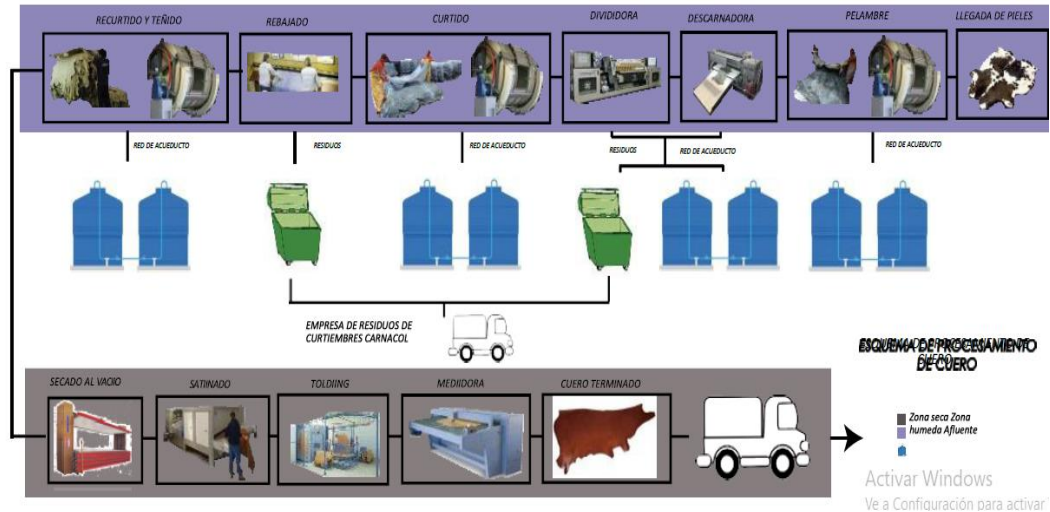 RECURTIDO Y TEÑIDO
REBAJADO
CURTIDO
DIVIDIDORA
DESCARNADORA
PELAMBRE
LLEGADA DE PIELES
RED DE ACUEDUCTO
RESIDUOS
RED DE ACUEDUCTO
RESIDUOS
RED DE ACUEDUCTO
RED DE ACUEDUCTO
EMPRESA DE RESIDUOS DE
CURTIEMBRES CARNACOL
ESQUEMA DE PROCESAMIENTO
DE CUERO
SECADO AL VACIO
SATIINADO
TOLDIING
MEDIIDORA
CUERO TERMINADO
Zona seca Zona
humeda Afluente
Activar Windows
Ve a Configuración para activar